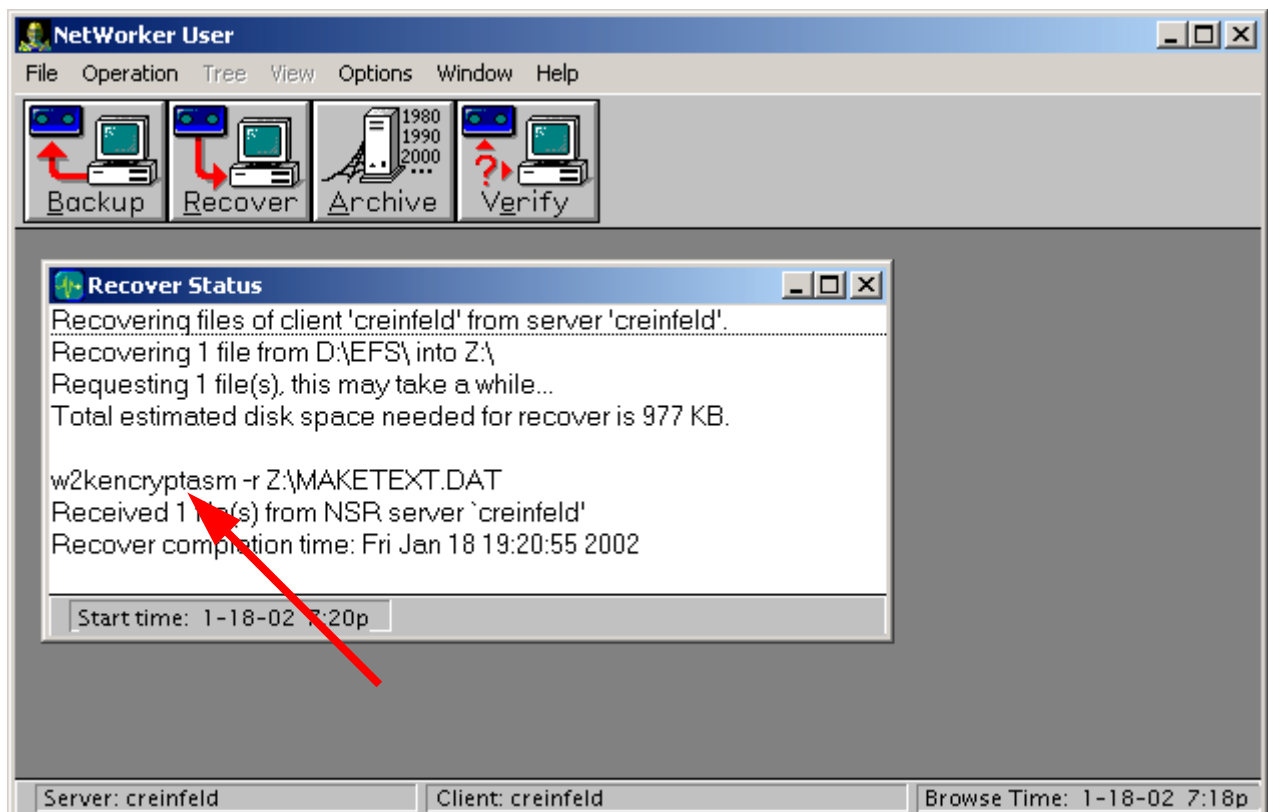 NetWorker User
File Operation Tree View Options Window Help
1980
1990
2000
...
Backup Recover Archive Verify
Recover Status
Recovering files of client 'creinfeld' from server 'creinfeld'.
Recovering 1 file from D:\EFS\ into Z:\
Requesting 1 file(s), this may take a while...
Total estimated disk space needed for recover is 977 KB.
w2kencryptasm -r Z:\MAKETEXT.DAT
Received 1 file(s) from NSR server `creinfeld'
Recover completion time: Fri Jan 18 19:20:55 2002
Start time: 1-18-02 7:20p
Server: creinfeld Client: creinfeld Browse Time: 1-18-02 7:18p